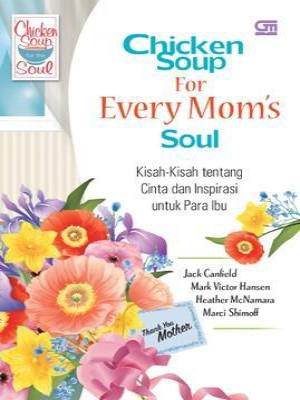 Chicken
Soup
for the
Soul
GM
Chicken
Soup
For
Every Mom's
Soul
Kisah-Kisah tentang
Cinta dan Inspirasi
untuk Para Ibu
Jack Canfield
Mark Victor Hansen
Heather McNamara
Marci Shimoff
Thank You
Mother